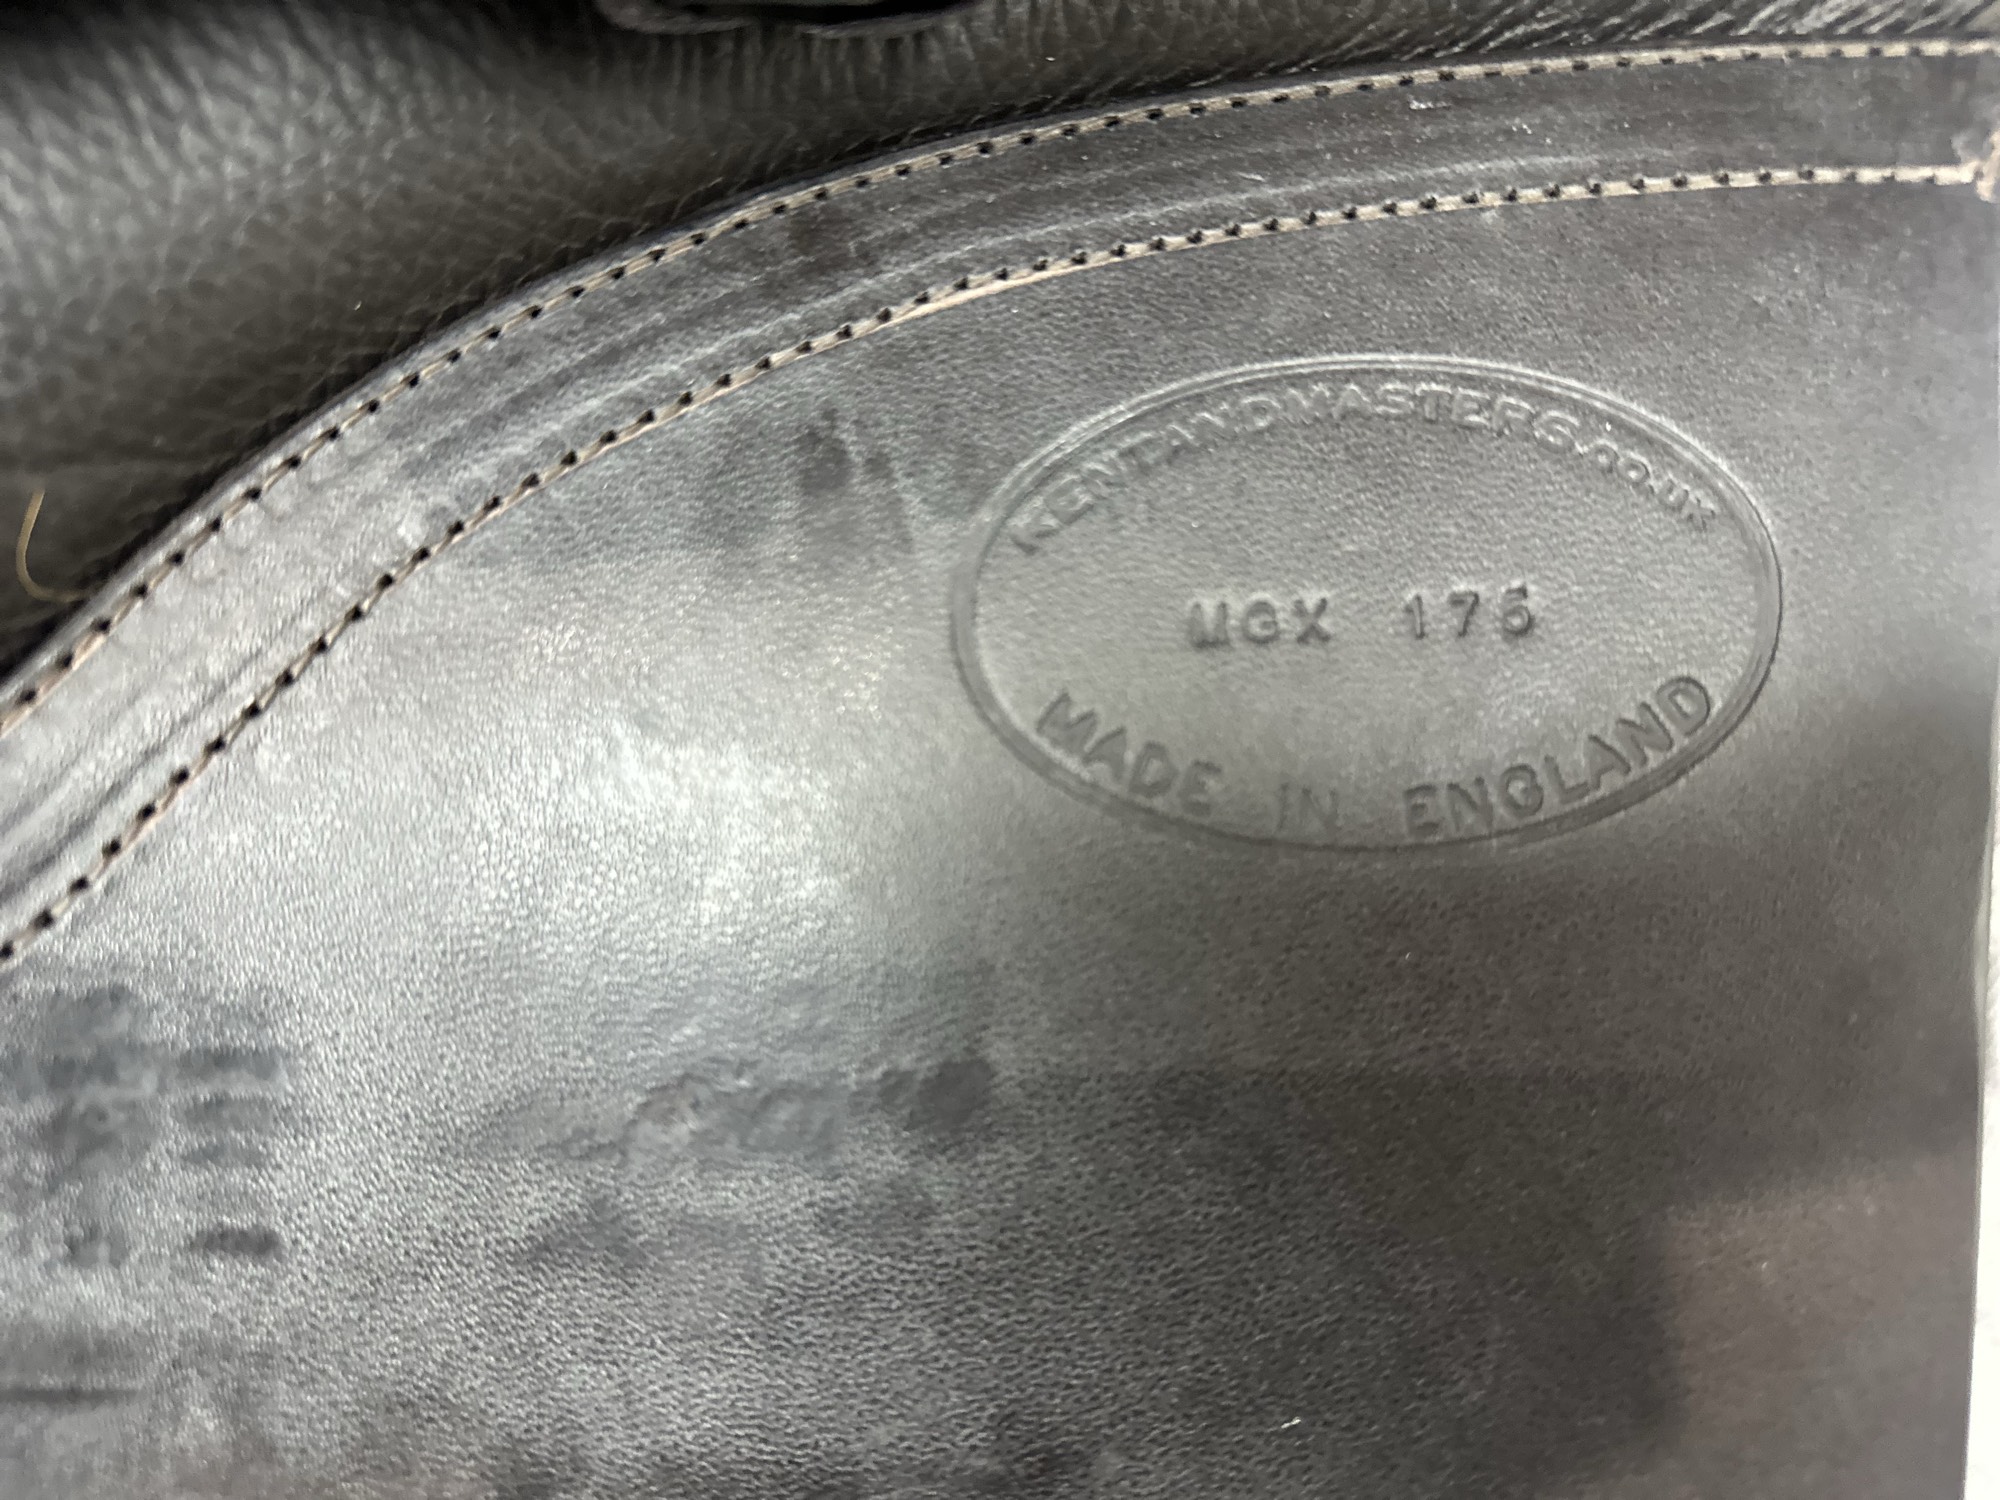 KENTANDMASTERS.CO.UK
MGX 175
MADE IN ENGLAND